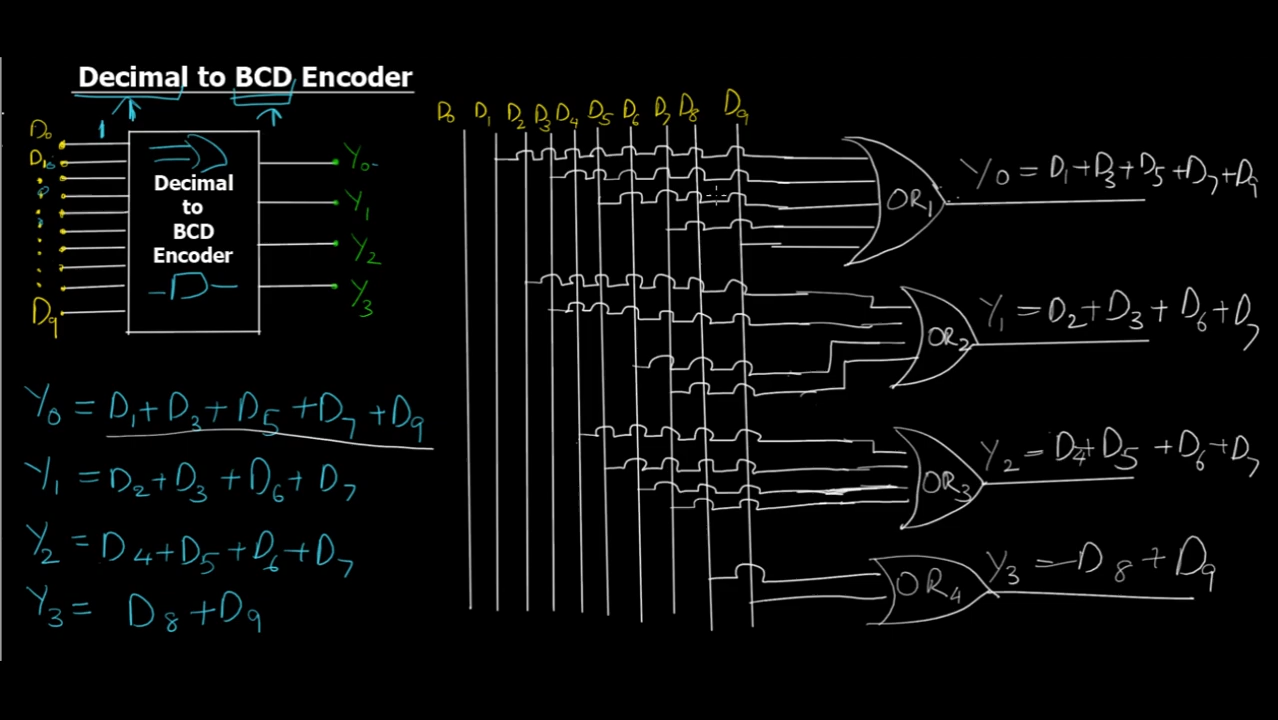 Decimal to BCD Encoder
D0 D1 D2 D3 D4 D5 D6 D7 D8 D9
D0
1
D1
D9
Decimal
to
BCD
Encoder
Y0
Y1
Y2
Y3
Y0 = D1+D3+D5+D7+D9
Y1 = D2+D3+D6+D7
Y2 = D4+D5+D6+D7
Y3 = D8+D9
OR1
Y0 = D1+D3+D5+D7+D9
OR2
Y1 = D2+D3+D6+D7
OR3
Y2 = D4+D5+D6+D7
OR4
Y3 = D8+D9